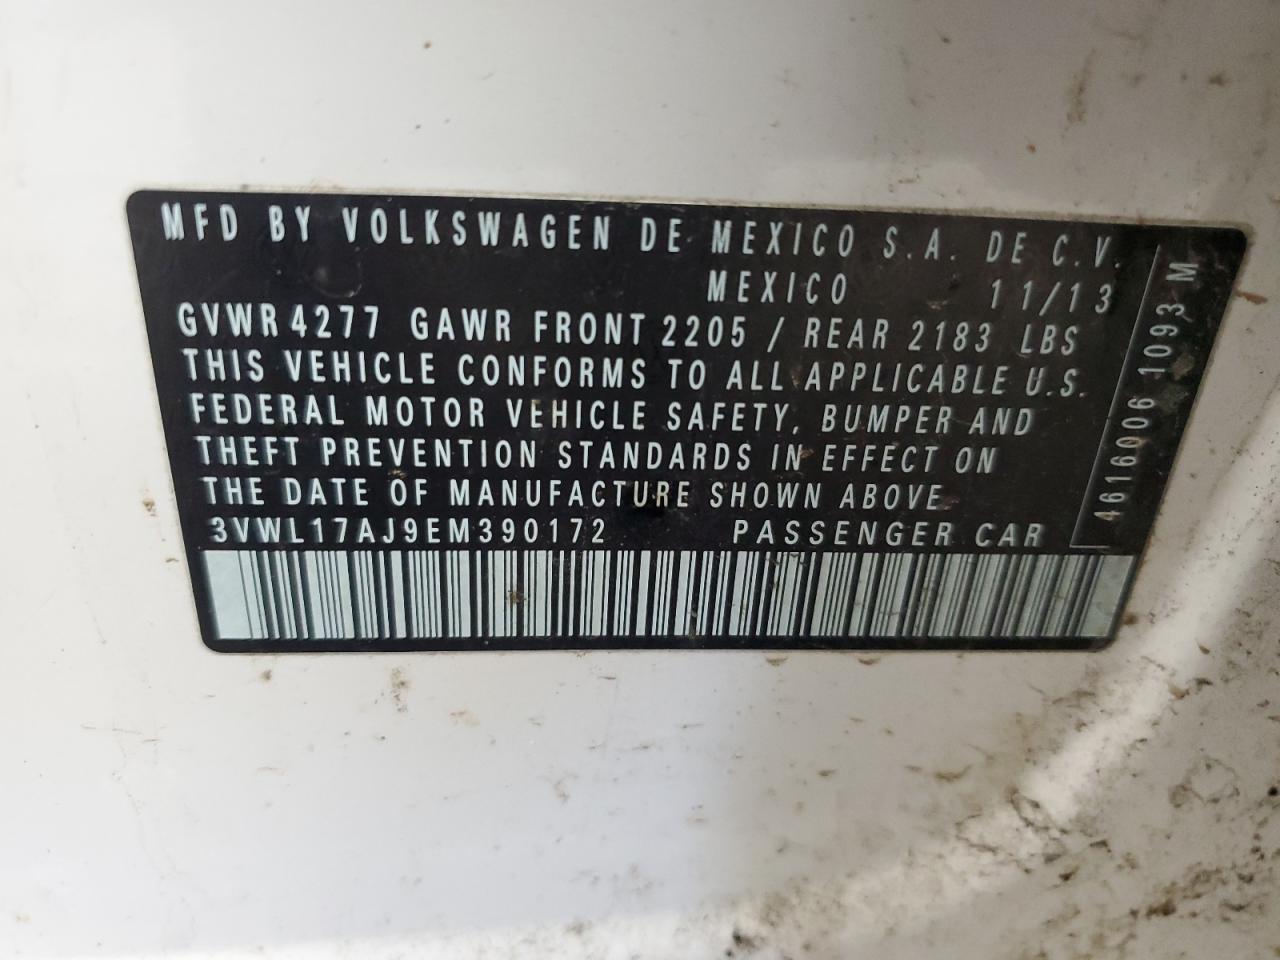 MFD BY VOLKSWAGEN DE MEXICO S.A. DE C.V.
MEXICO 11/13
GVWR 4277 GAWR FRONT 2205 / REAR 2183 LBS
THIS VEHICLE CONFORMS TO ALL APPLICABLE U.S.
FEDERAL MOTOR VEHICLE SAFETY, BUMPER AND
THEFT PREVENTION STANDARDS IN EFFECT ON
THE DATE OF MANUFACTURE SHOWN ABOVE.
3VWL17AJ9EM390172 PASSENGER CAR
46160061093 M